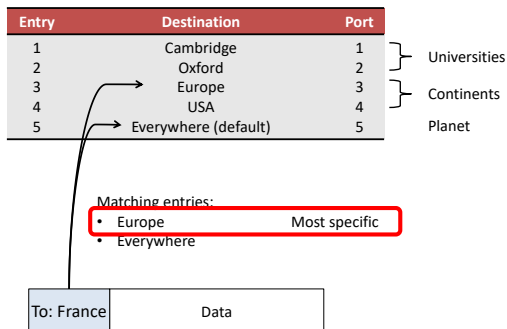 Entry Destination Port
1 Cambridge 1
2 Oxford 2
3 Europe 3
4 USA 4
5 Everywhere (default) 5
Universities
Continents
Planet
Matching entries:
• Europe Most specific
• Everywhere
To: France Data